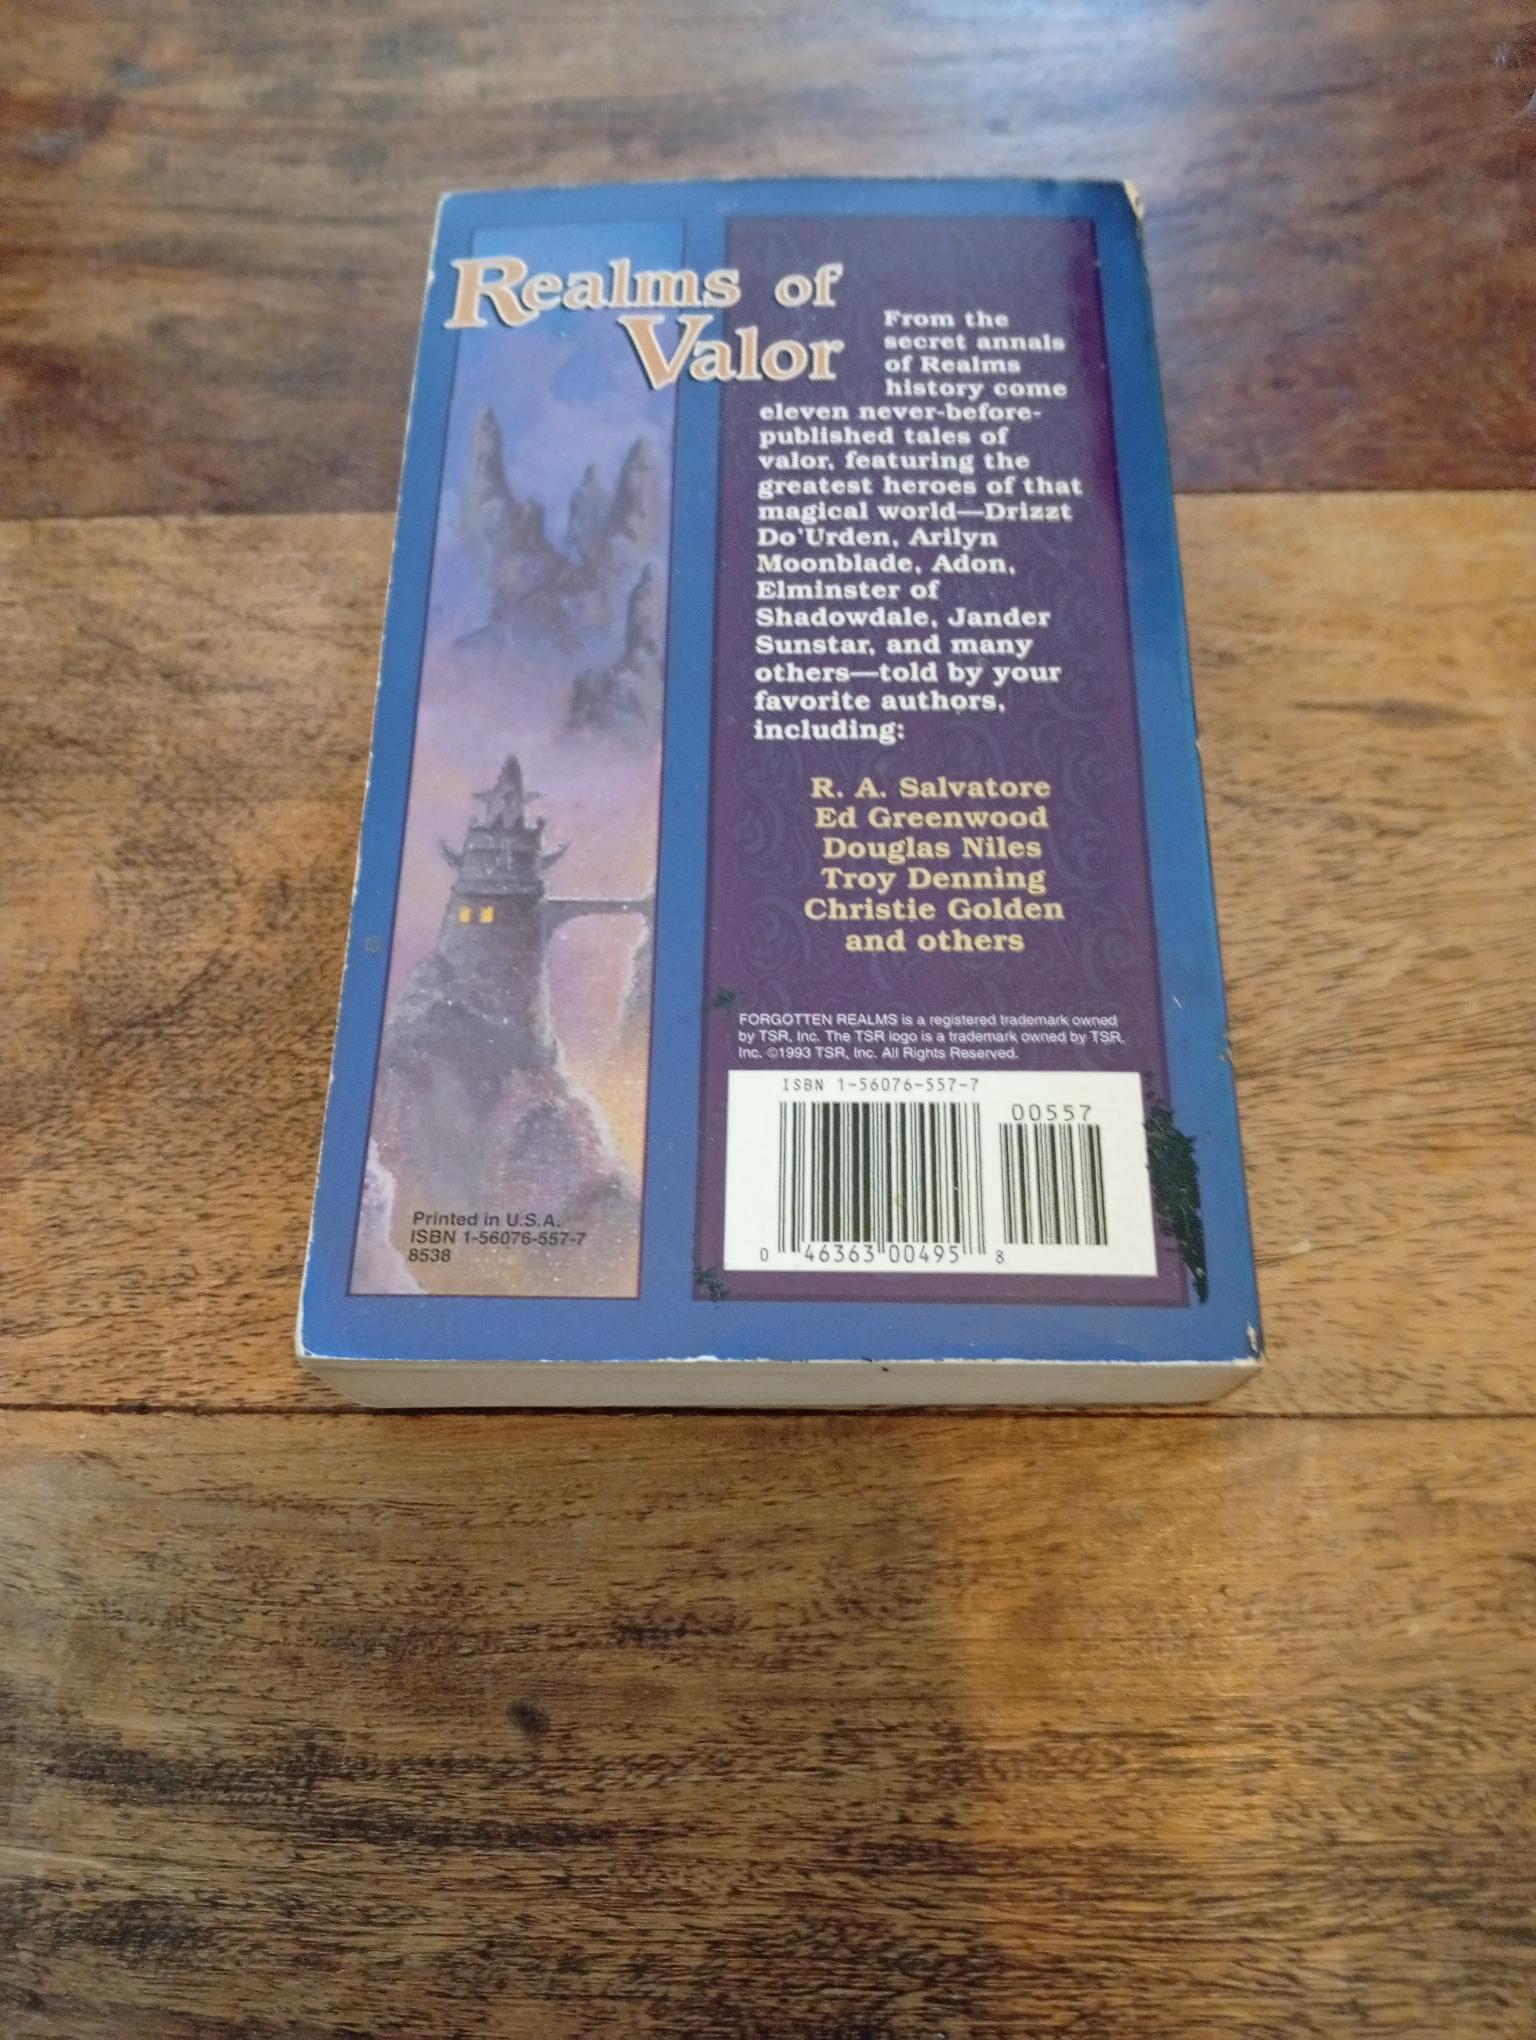 Realms of
Valor
From the
secret annals
of Realms
history come
eleven never-before-
published tales of
valor, featuring the
greatest heroes of that
magical world—Drizzt
Do'Urden, Arilyn
Moonblade, Adon,
Elminster of
Shadowdale, Jander
Sunstar, and many
others—told by your
favorite authors,
including:
R. A. Salvatore
Ed Greenwood
Douglas Niles
Troy Denning
Christie Golden
and others
FORGOTTEN REALMS is a registered trademark owned
by TSR, Inc. The TSR logo is a trademark owned by TSR,
Inc. ©1993 TSR, Inc. All Rights Reserved.
ISBN 1-56076-557-7
00557
0 46363 00495 8
Printed in U.S.A.
ISBN 1-56076-557-7
8538